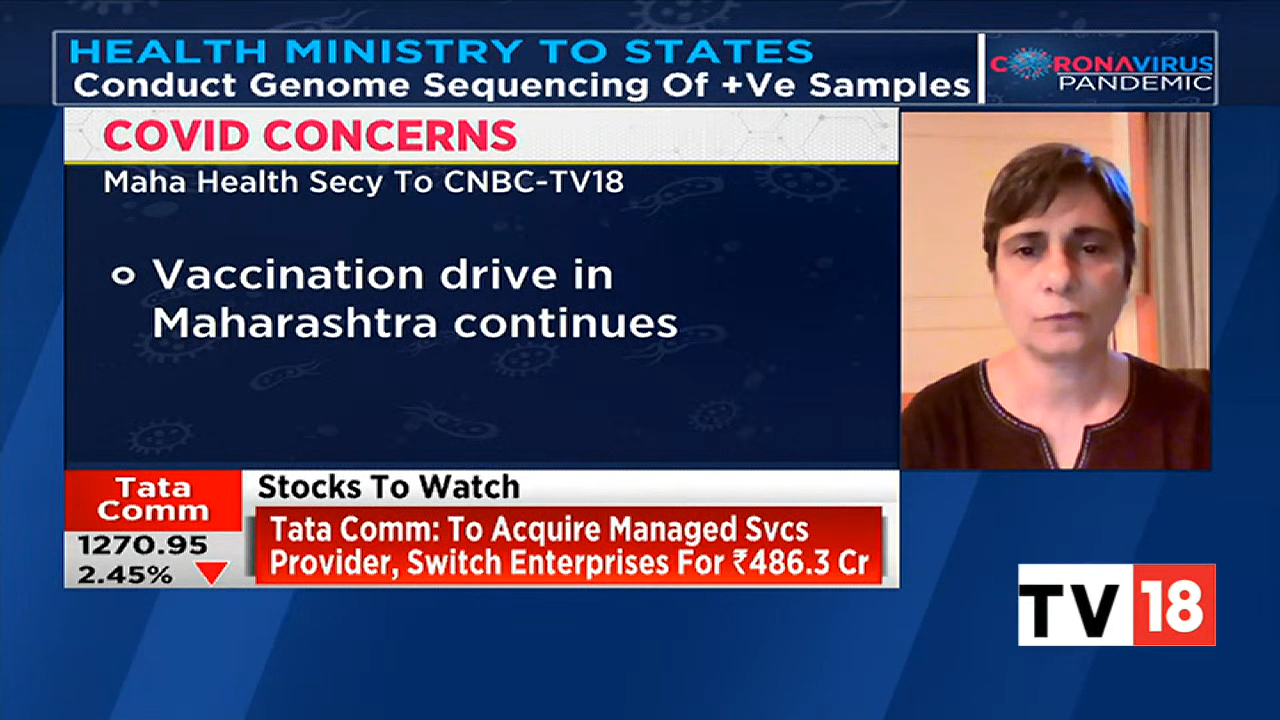 HEALTH MINISTRY TO STATES
Conduct Genome Sequencing Of +Ve Samples
CORONAVIRUS
PANDEMIC
COVID CONCERNS
Maha Health Secy To CNBC-TV18
Vaccination drive in
Maharashtra continues
Tata
Comm
1270.95
2.45%
Stocks To Watch
Tata Comm: To Acquire Managed Svcs
Provider, Switch Enterprises For ₹486.3 Cr
TV18